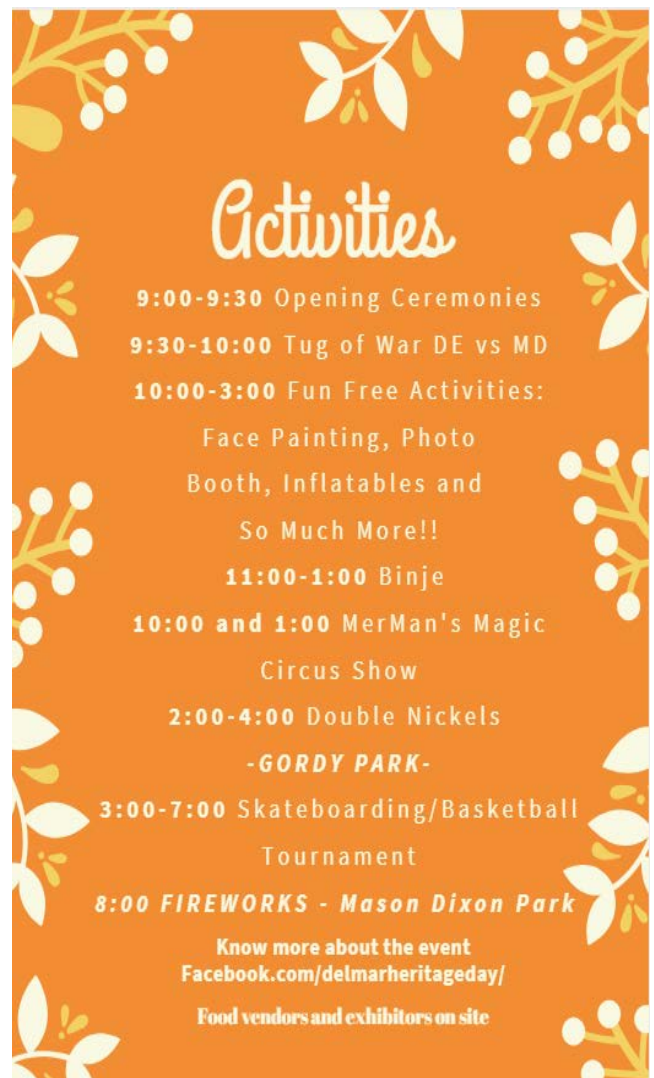 Activities
9:00-9:30 Opening Ceremonies
9:30-10:00 Tug of War DE vs MD
10:00-3:00 Fun Free Activities:
Face Painting, Photo
Booth, Inflatables and
So Much More!!
11:00-1:00 Binje
10:00 and 1:00 MerMan's Magic
Circus Show
2:00-4:00 Double Nickels
-GORDY PARK-
3:00-7:00 Skateboarding/Basketball
Tournament
8:00 FIREWORKS - Mason Dixon Park
Know more about the event
Facebook.com/delmarheritageday/
Food vendors and exhibitors on site